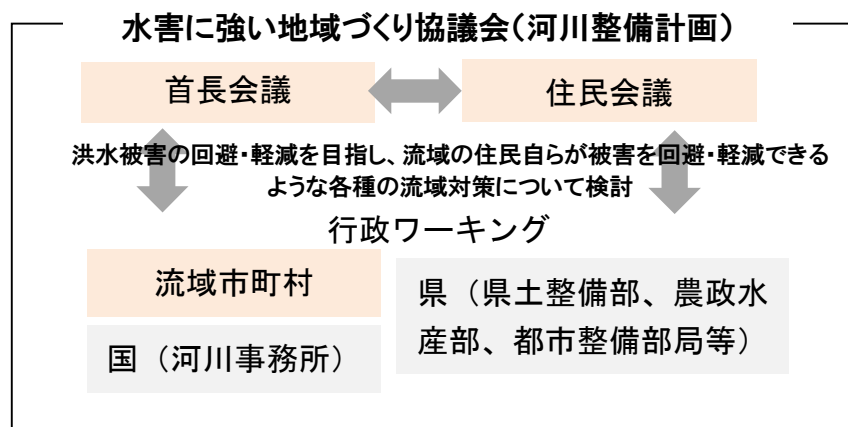 水害に強い地域づくり協議会（河川整備計画）
首長会議
住民会議
洪水被害の回避・軽減を目指し、流域の住民自らが被害を回避・軽減できる
ような各種の流域対策について検討
行政ワーキング
流域市町村
国（河川事務所）
県（県土整備部、農政水
産部、都市整備部局等）